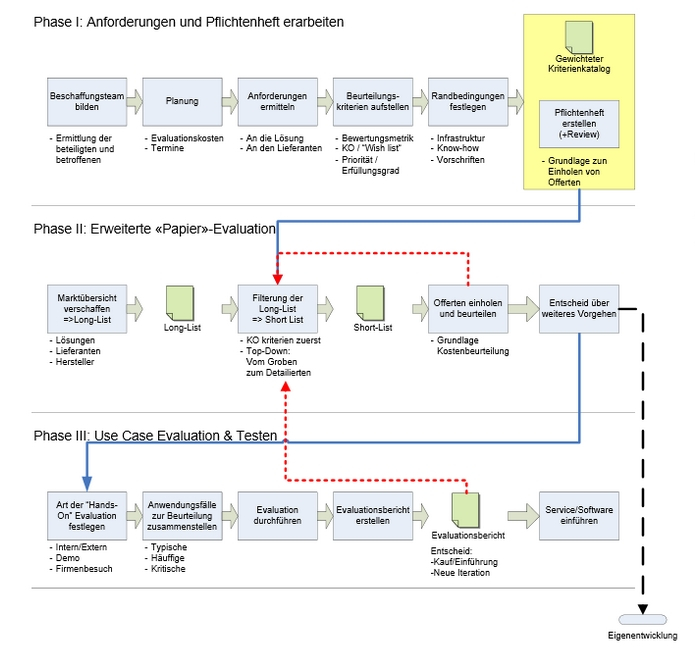 Phase I: Anforderungen und Pflichtenheft erarbeiten
Gewichteter
Kriterienkatalog
Beschaffungsteam
bilden
Planung
Anforderungen
ermitteln
Beurteilungs-
kriterien aufstellen
Randbedingungen
festlegen
Pflichtenheft
erstellen
(+Review)
- Ermittlung der
beteiligten und
betroffenen
- Evaluationskosten
- Termine
- An die Lösung
- An den Lieferanten
- Bewertungsmetrik
- KO / “Wish list”
- Priorität /
Erfüllungsgrad
- Infrastruktur
- Know-how
- Vorschriften
- Grundlage zun
Einholen von
Offerten
Phase II: Erweiterte «Papier»-Evaluation
Marktübersicht
verschaffen
=>Long-List
Long-List
Filterung der
Long-List
=> Short List
Short-List
Offerten einholen
und beurteilen
Entscheid über
weiteres Vorgehen
- Lösungen
- Lieferanten
- Hersteller
- KO kriterien zuerst
- Top-Down:
Vom Groben
zum Detailierten
- Grundlage
Kostenbeurteilung
Phase III: Use Case Evaluation & Testen
Art der “Hands-
On” Evaluation
festlegen
Anwendungsfälle
zur Beurteilung
zusammenstellen
Evaluation
durchführen
Evaluationsbericht
erstellen
Evaluationsbericht
Service/Software
einführen
- Intern/Extern
- Demo
- Firmenbesuch
- Typische
- Häuffige
- Kritische
Entscheid:
-Kauf/Einführung
-Neue Iteration
Eigenentwicklung